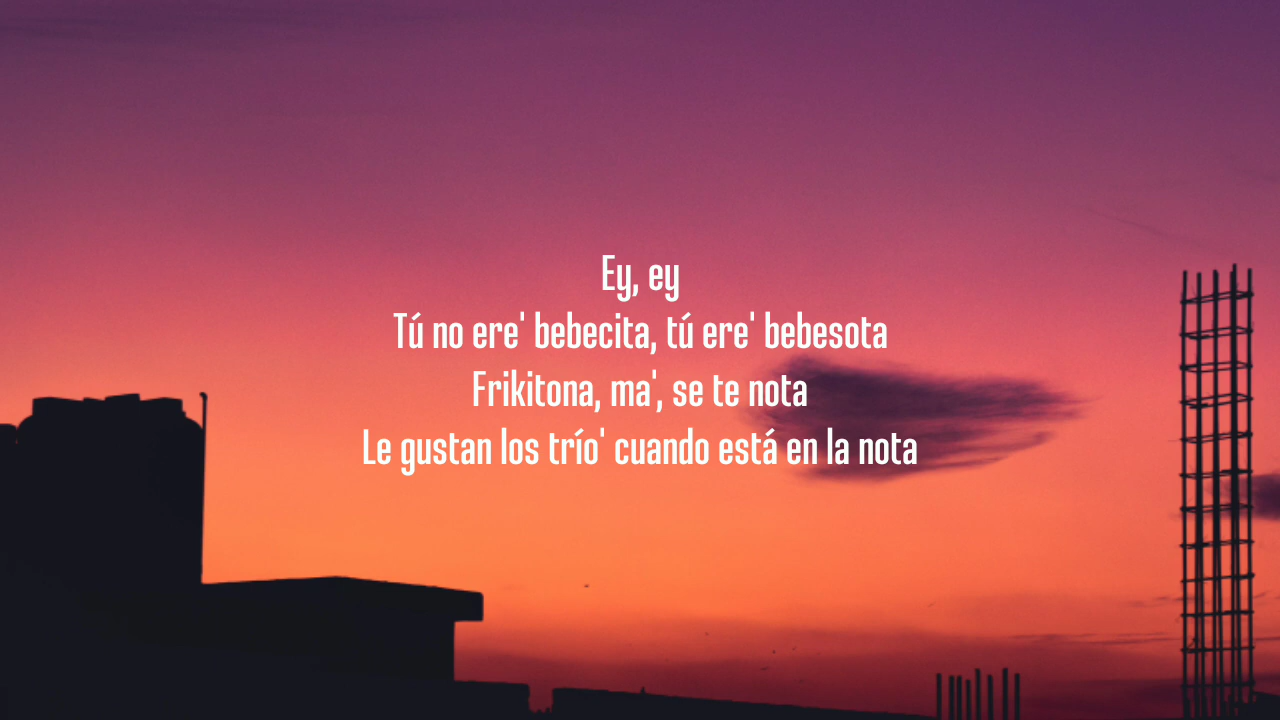 Ey, ey
Tú no ere' bebecita, tú ere' bebesota
Frikitona, ma', se te nota
Le gustan los trío' cuando está en la nota